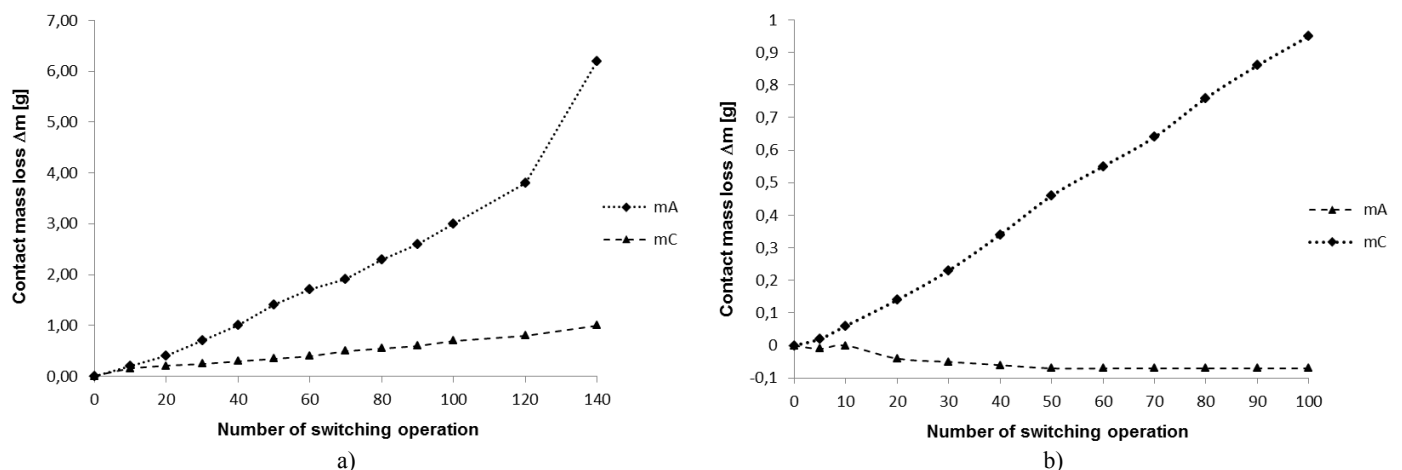 7,00
6,00
5,00
4,00
3,00
2,00
1,00
0,00
Contact mass loss Δm [g]
0 20 40 60 80 100 120 140
Number of switching operation
mA
mC
a)
1
0,9
0,8
0,7
0,6
0,5
0,4
0,3
0,2
0,1
0
-0,1
Contact mass loss Δm [g]
0 10 20 30 40 50 60 70 80 90 100
Number of switching operation
mA
mC
b)